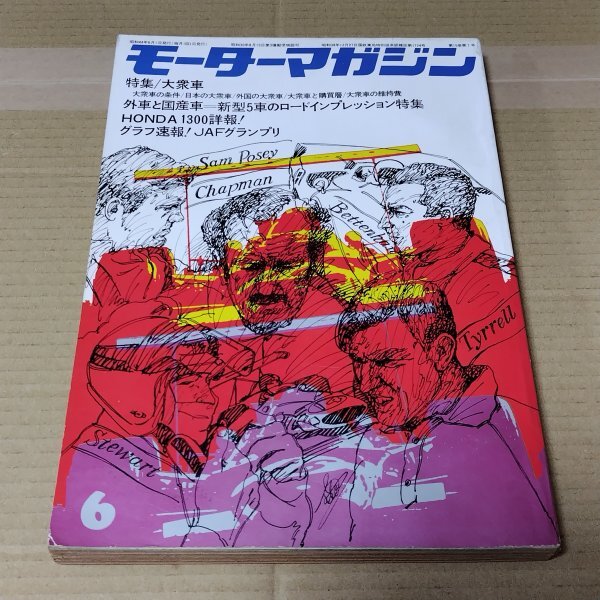 モーターマガジン
特集/大衆車
大衆車の条件/日本の大衆車/外国の大衆車/大衆車と購買層/大衆車の維持費
外車と国産車=新型5車のロードインプレッション特集
HONDA 1300詳報!
グラフ速報! JAFグランプリ
Sam Posey
Chapman
Tyrrell
Stewart
6